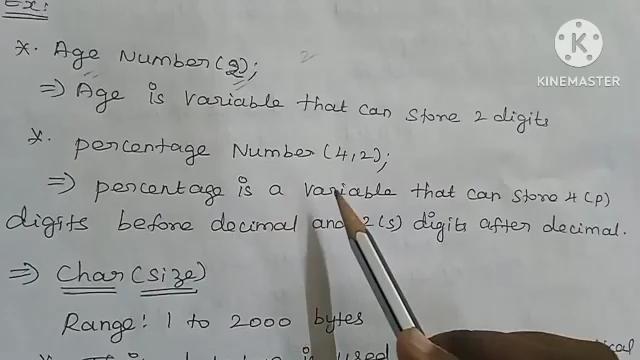 Ex:
*. Age Number(2);
⇒ Age is variable that can store 2 digits
*. percentage Number (4,2);
⇒ percentage is a variable that can store 4 (p)
digits before decimal and 2(s) digits after decimal.
⇒ Char (size)
Range: 1 to 2000 bytes
KINEMASTER